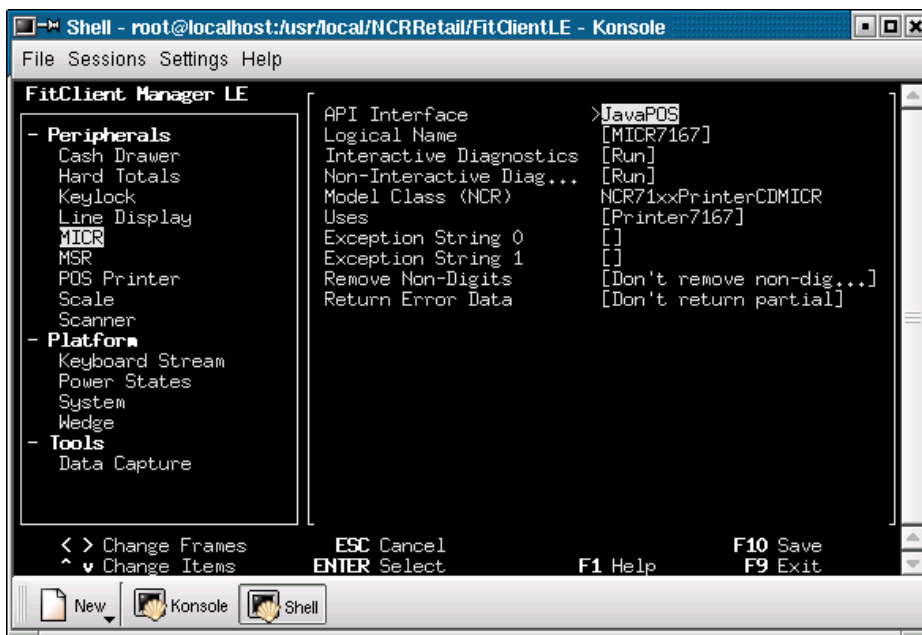 Shell - root@localhost:/usr/local/NCRRetail/FitClientLE - Konsole
File Sessions Settings Help
FitClient Manager LE
- Peripherals
Cash Drawer
Hard Totals
Keylock
Line Display
MICR
MSR
POS Printer
Scale
Scanner
- Platform
Keyboard Stream
Power States
System
Wedge
- Tools
Data Capture
API Interface >JavaPOS
Logical Name [MICR7167]
Interactive Diagnostics [Run]
Non-Interactive Diag... [Run]
Model Class (NCR) NCR71xxPrinterCDMICR
Uses [Printer7167]
Exception String 0 []
Exception String 1 []
Remove Non-Digits [Don't remove non-dig...]
Return Error Data [Don't return partial]
< > Change Frames ESC Cancel F10 Save
^ v Change Items ENTER Select F1 Help F9 Exit
New Konsole Shell